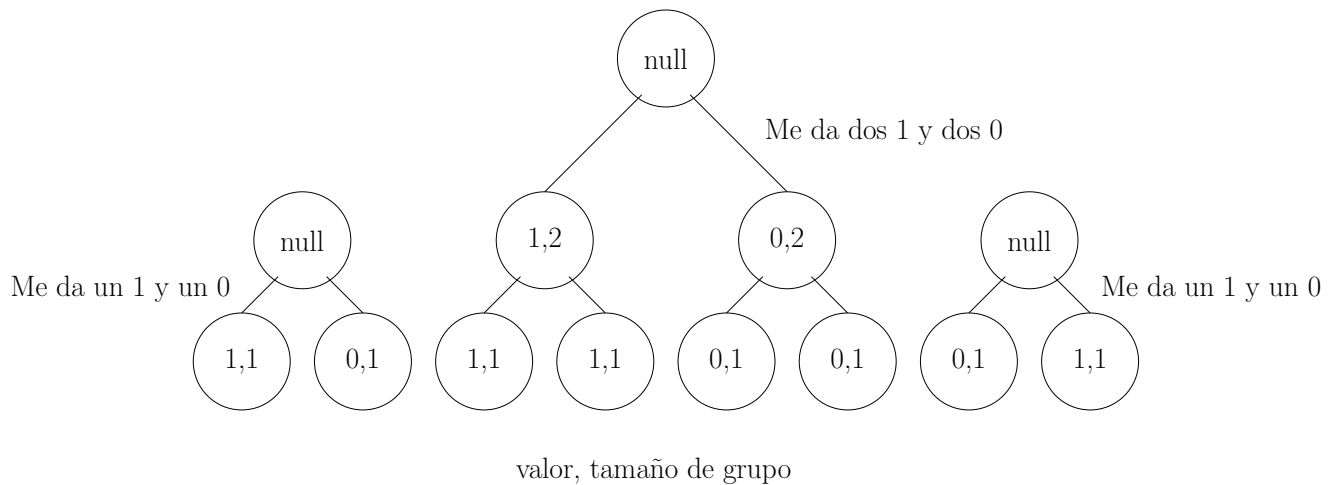 null
Me da dos 1 y dos 0
null
1,2
0,2
null
Me da un 1 y un 0
Me da un 1 y un 0
1,1
0,1
1,1
1,1
0,1
0,1
0,1
1,1
valor, tamaño de grupo